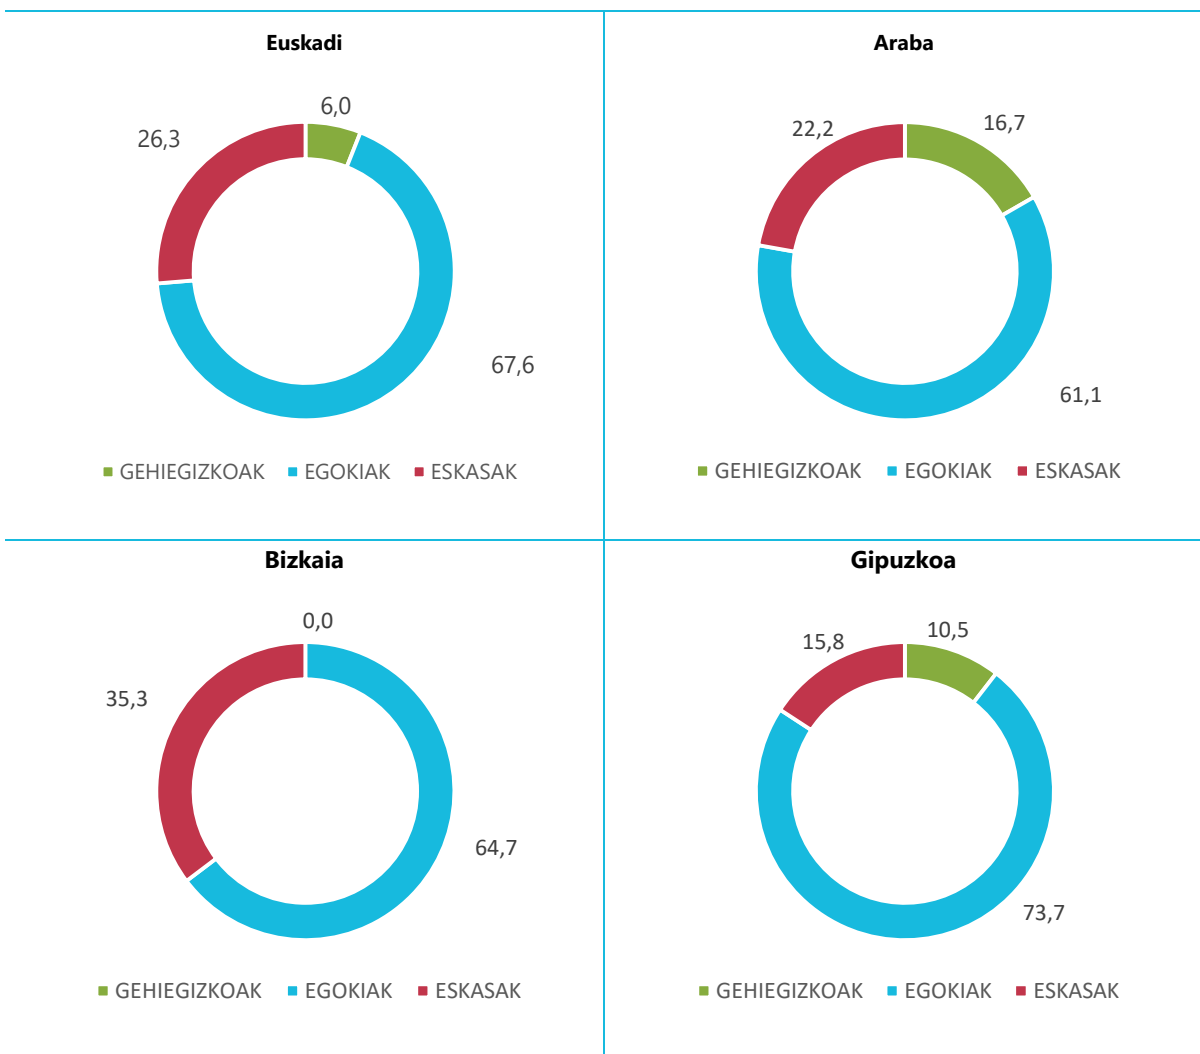 Euskadi
6,0
26,3
67,6
GEHIEGIZKOAK EGOKIAK ESKASAK
Araba
16,7
22,2
61,1
GEHIEGIZKOAK EGOKIAK ESKASAK
Bizkaia
0,0
35,3
64,7
GEHIEGIZKOAK EGOKIAK ESKASAK
Gipuzkoa
10,5
15,8
73,7
GEHIEGIZKOAK EGOKIAK ESKASAK